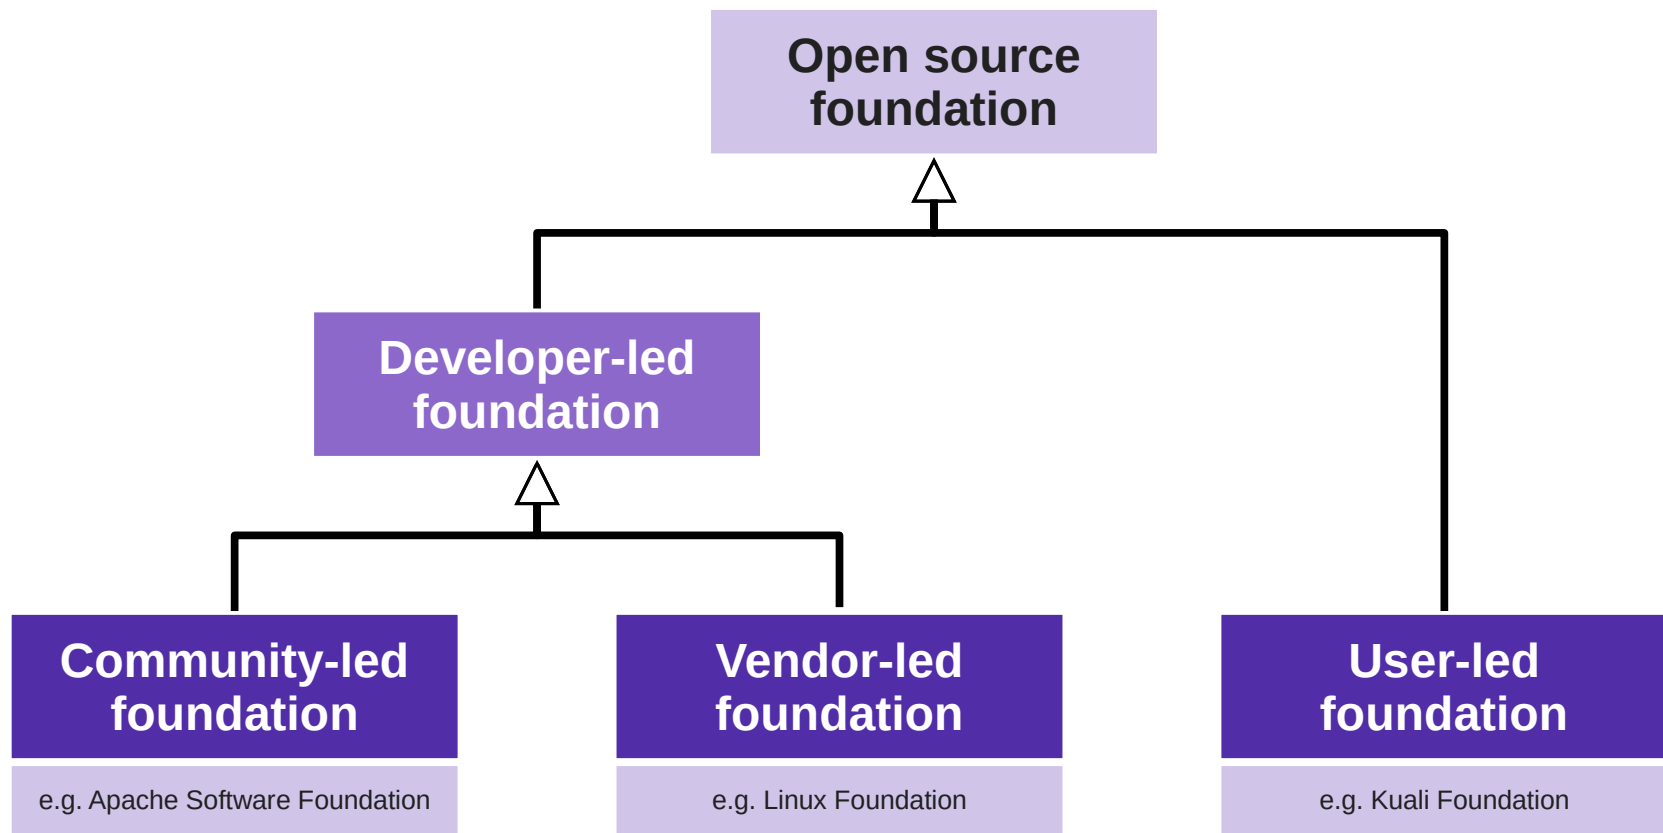 Open source
foundation
Developer-led
foundation
Community-led
foundation
Vendor-led
foundation
User-led
foundation
e.g. Apache Software Foundation
e.g. Linux Foundation
e.g. Kuali Foundation